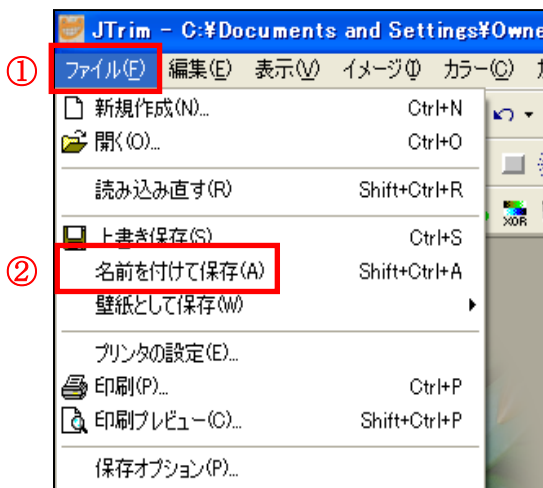 JTrim - C:¥Documents and Settings¥Owne
① ファイル(F) 編集(E) 表示(V) イメージ(I) カラー(C)
新規作成(N)... Ctrl+N
開く(O)... Ctrl+O
読み込み直す(R) Shift+Ctrl+R
XOR
上書き保存(S) Ctrl+S
② 名前を付けて保存(A) Shift+Ctrl+A
壁紙として保存(W)
プリンタの設定(E)...
印刷(P)... Ctrl+P
印刷プレビュー(C)... Shift+Ctrl+P
保存オプション(P)...